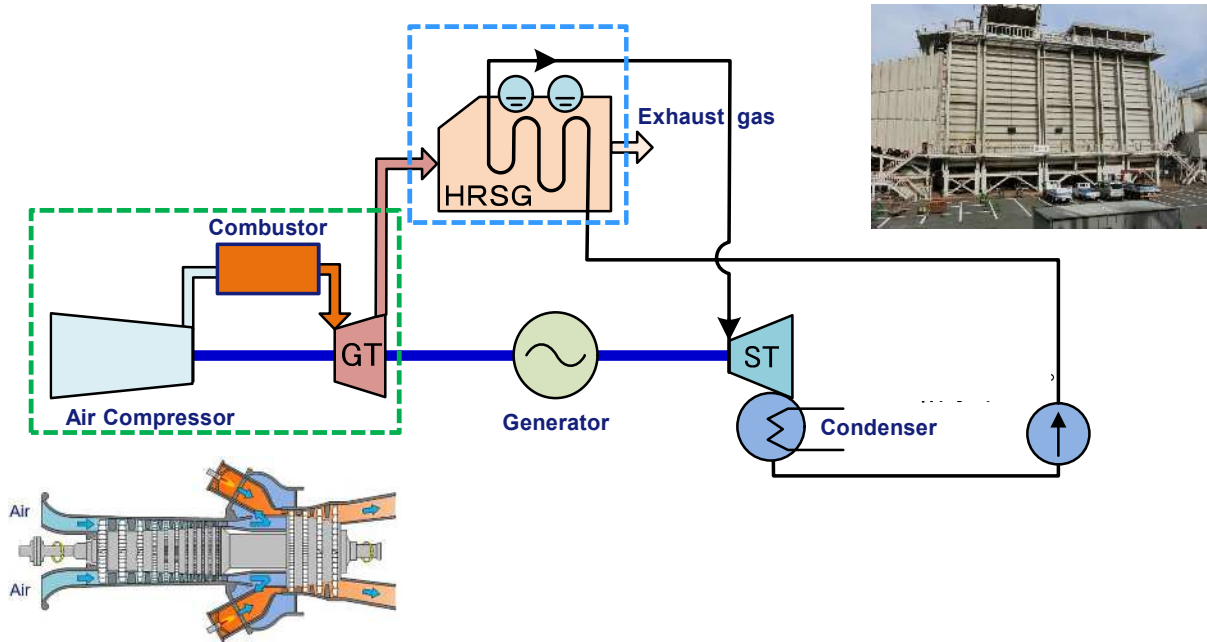 Exhaust gas
HRSG
Combustor
GT
ST
Air Compressor
Generator
Condenser
Air
Air